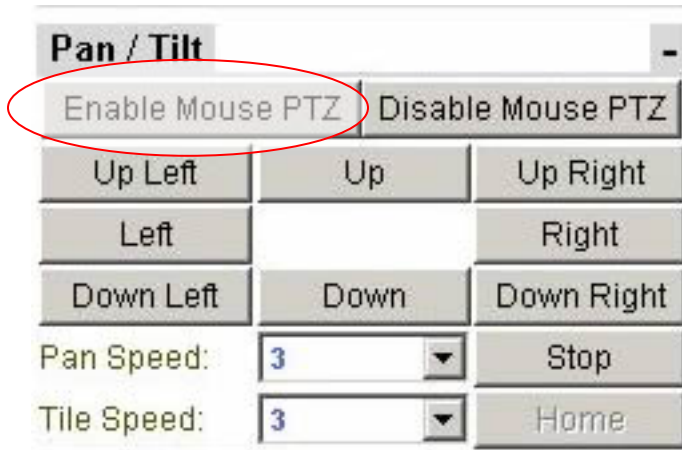 Pan / Tilt -
Enable Mouse PTZ Disable Mouse PTZ
Up Left Up Up Right
Left Right
Down Left Down Down Right
Pan Speed: 3 Stop
Tile Speed: 3 Home